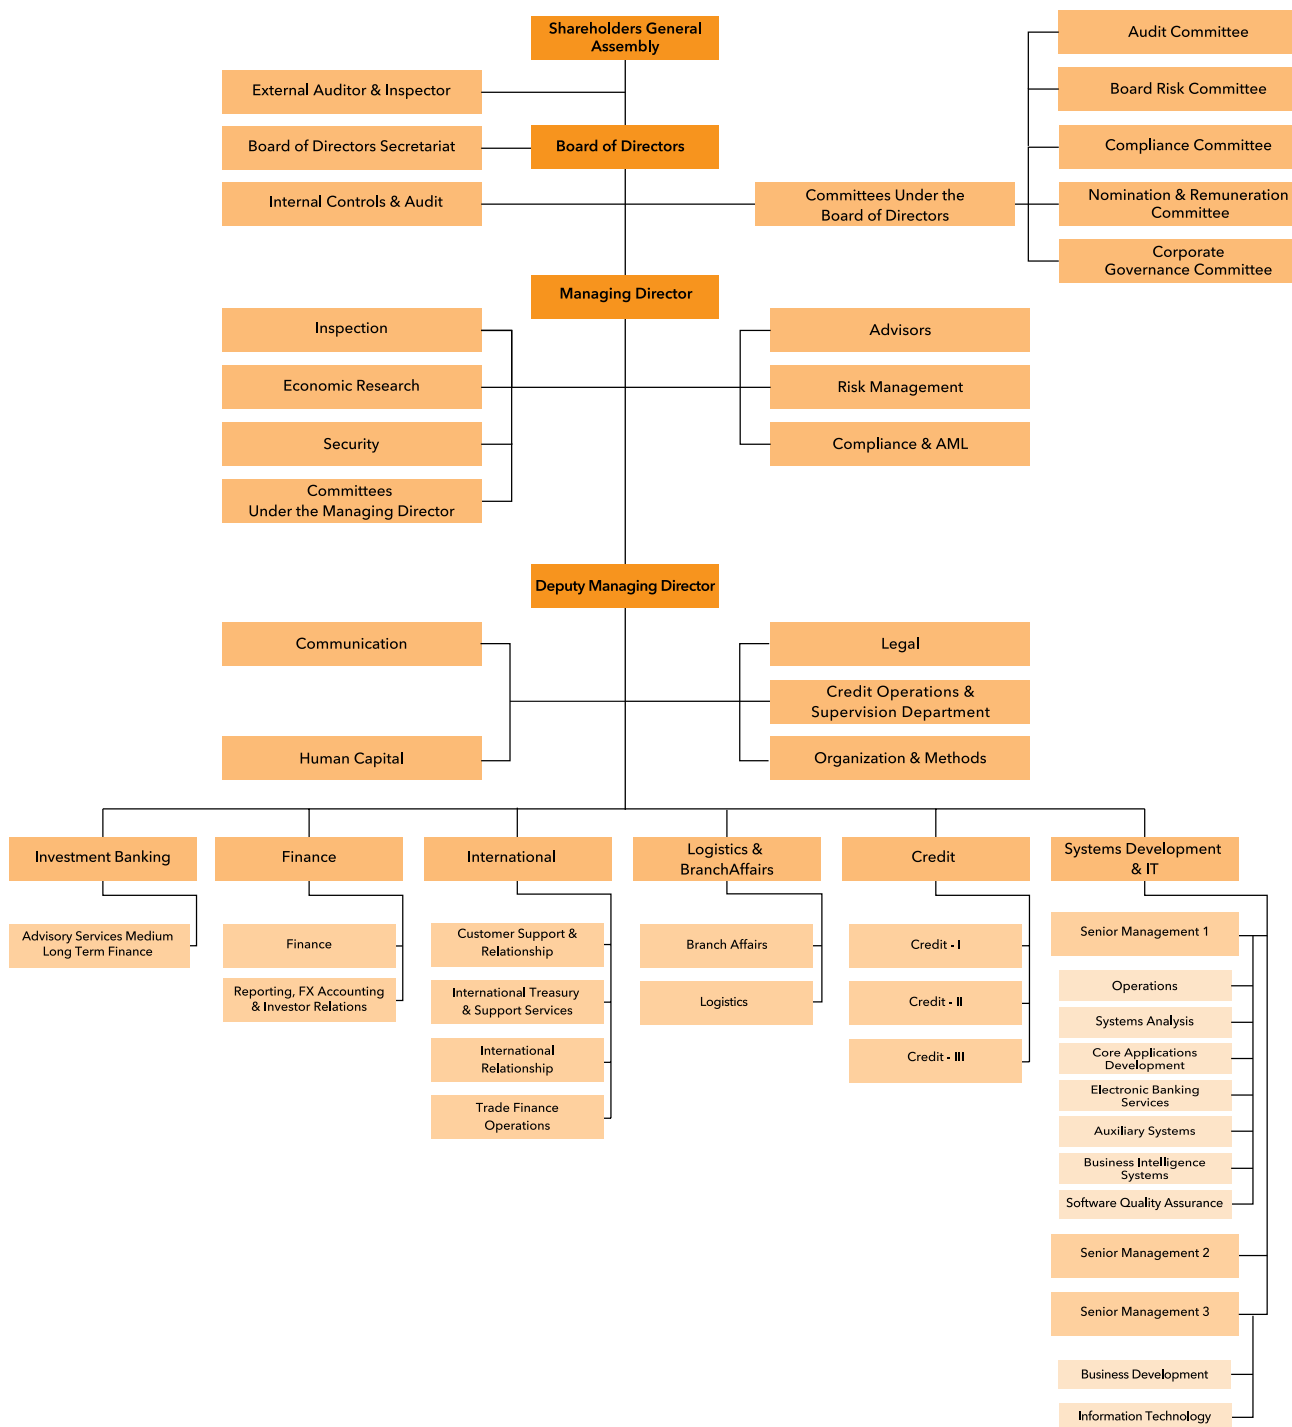 Shareholders General
Assembly
External Auditor & Inspector
Board of Directors Secretariat
Board of Directors
Internal Controls & Audit
Committees Under the
Board of Directors
Audit Committee
Board Risk Committee
Compliance Committee
Nomination & Remuneration
Committee
Corporate
Governance Committee
Managing Director
Inspection
Economic Research
Security
Committees
Under the Managing Director
Advisors
Risk Management
Compliance & AML
Deputy Managing Director
Communication
Human Capital
Legal
Credit Operations &
Supervision Department
Organization & Methods
Investment Banking
Advisory Services Medium
Long Term Finance
Finance
Finance
Reporting, FX Accounting
& Investor Relations
International
Customer Support &
Relationship
International Treasury
& Support Services
International
Relationship
Trade Finance
Operations
Logistics &
BranchAffairs
Branch Affairs
Logistics
Credit
Credit - I
Credit - II
Credit - III
Systems Development
& IT
Senior Management 1
Operations
Systems Analysis
Core Applications
Development
Electronic Banking
Services
Auxiliary Systems
Business Intelligence
Systems
Software Quality Assurance
Senior Management 2
Senior Management 3
Business Development
Information Technology